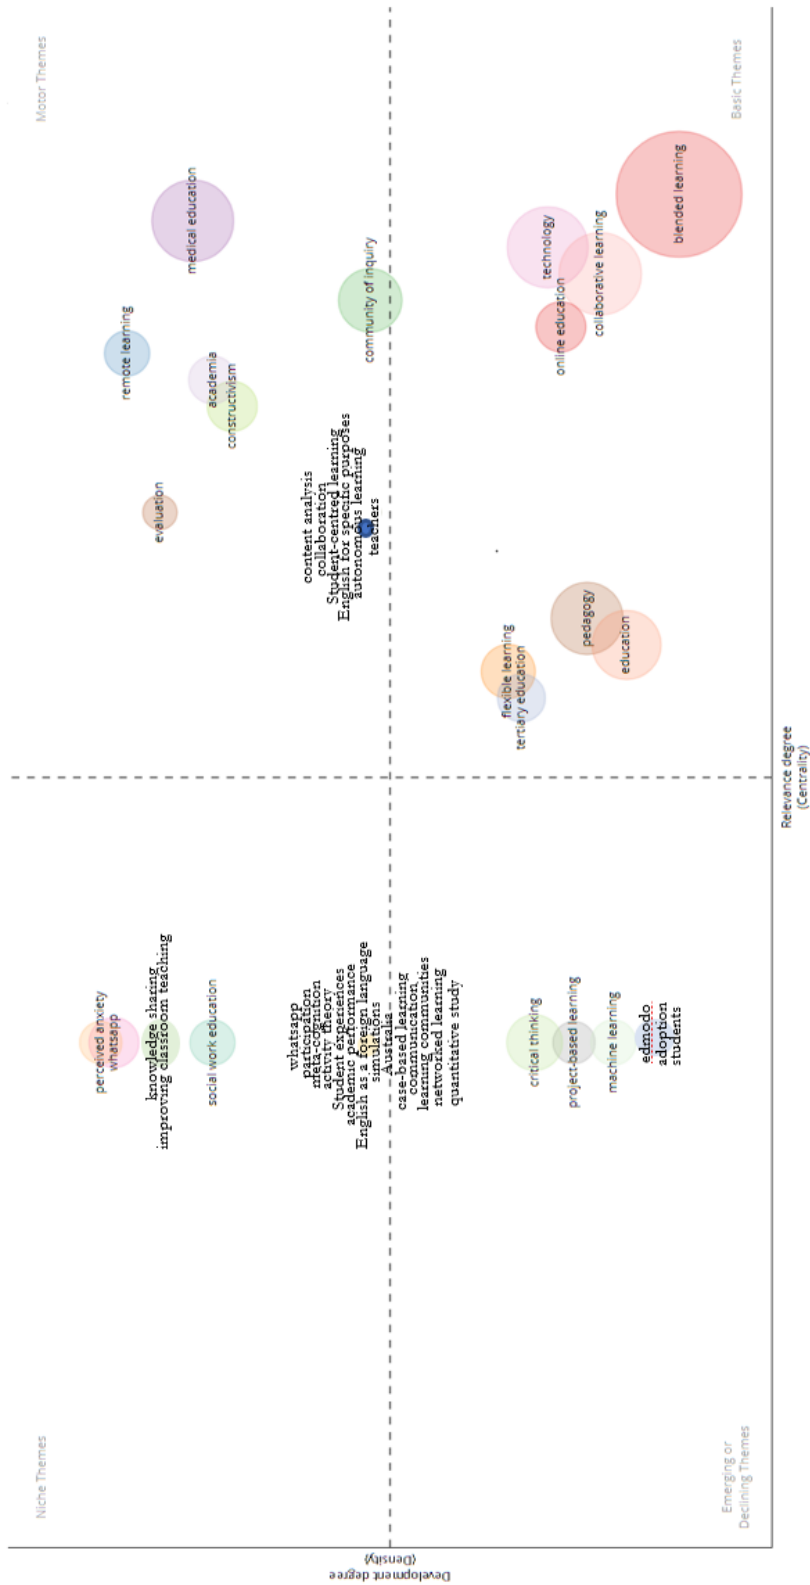 Niche Themes
Motor Themes
perceived anxiety
whatsapp
remote learning
knowledge sharing
improving classroom teaching
evaluation
medical education
social work education
academia
constructivism
whatsapp
participation
meta-cognition
activity theory
Student experiences
academic performance
English as a foreign language
simulations
Australia
case-based learning
communication
learning communities
networked learning
quantitative study
content analysis
collaboration
Student-centred learning
English for specific purposes
autonomous learning
teachers
community of inquiry
flexible learning
tertiary education
pedagogy
education
technology
online education
collaborative learning
blended learning
critical thinking
project-based learning
machine learning
edmodo
adoption
students
Emerging or
Declining Themes
Basic Themes
Relevance degree
(Centrality)
Development degree
(Density)